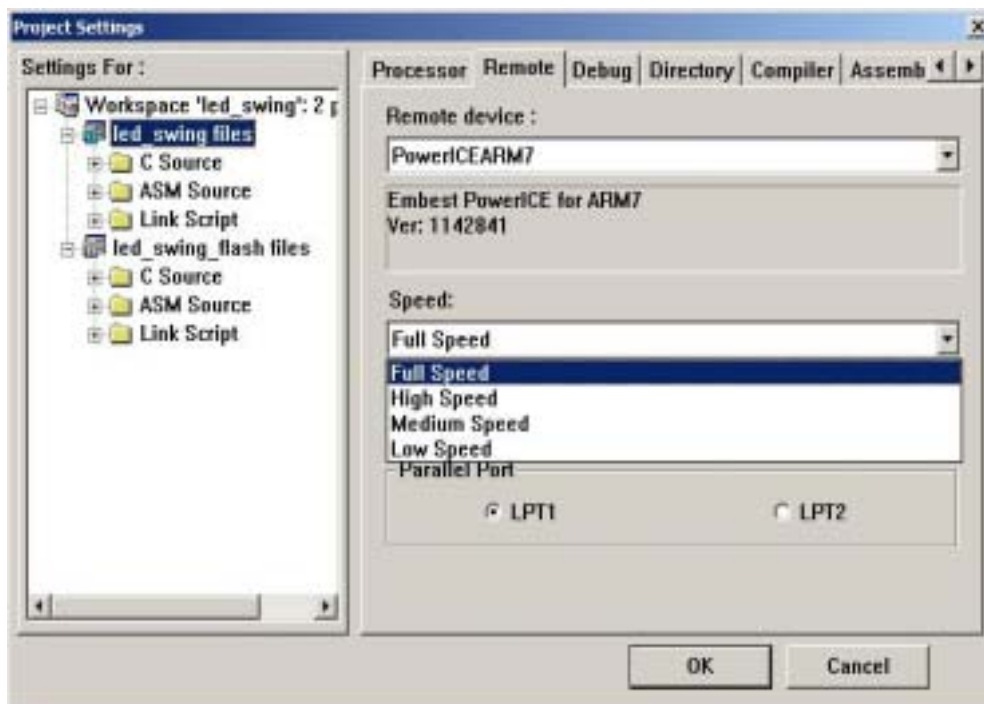 Project Settings
Settings For :
Workspace 'led_swing': 2 p
led_swing files
C Source
ASM Source
Link Script
led_swing_flash files
C Source
ASM Source
Link Script
Processor Remote Debug Directory Compiler Assemb
Remote device :
PowerICEARM7
Embest PowerICE for ARM7
Ver: 1142841
Speed:
Full Speed
Full Speed
High Speed
Medium Speed
Low Speed
Parallel Port
LPT1 LPT2
OK Cancel